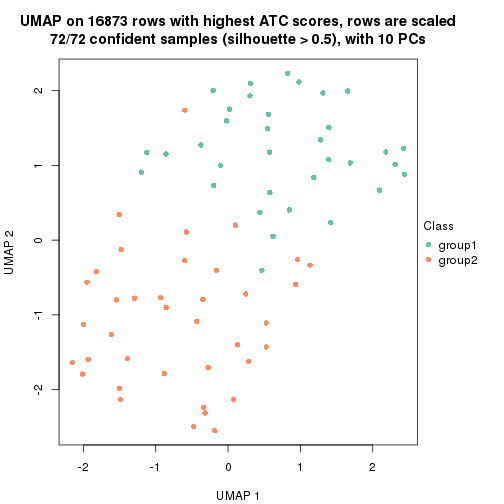 UMAP on 16873 rows with highest ATC scores, rows are scaled
72/72 confident samples (silhouette > 0.5), with 10 PCs
2
1
0
-1
-2
UMAP 2
-2
-1
0
1
2
UMAP 1
Class
group1
group2